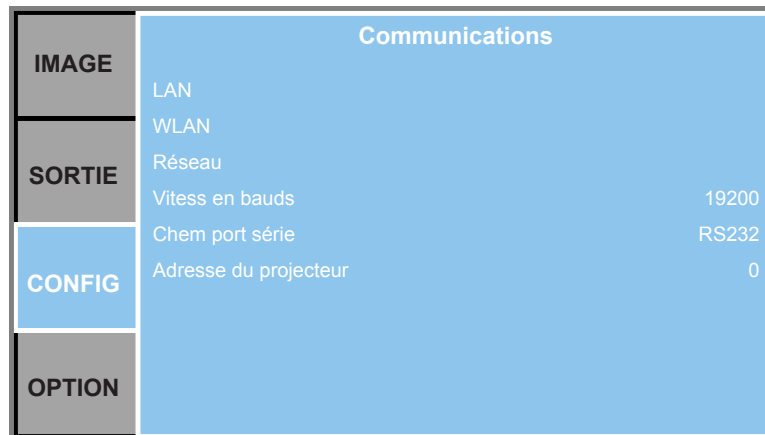 Communications
IMAGE
LAN
WLAN
SORTIE
Réseau
Vitess en bauds 19200
Chem port série RS232
CONFIG
Adresse du projecteur 0
OPTION